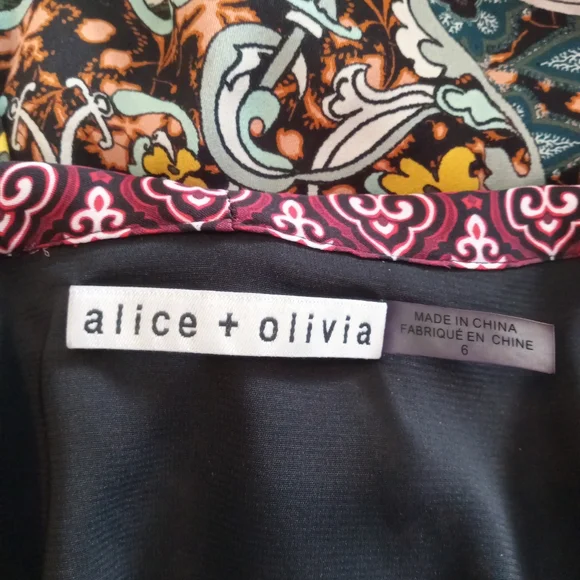 alice + olivia
MADE IN CHINA
FABRIQUÉ EN CHINE
6